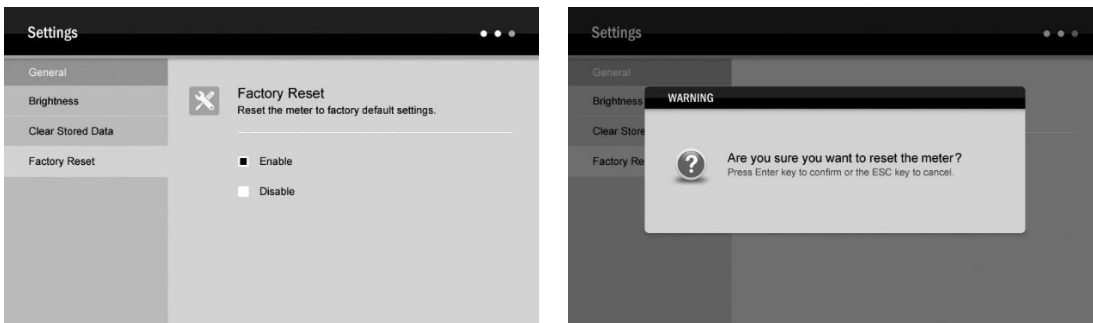 Settings
General
Brightness
Clear Stored Data
Factory Reset
Factory Reset
Reset the meter to factory default settings.
Enable
Disable
Settings
General
Brightness
Clear Store
Factory Re
WARNING
Are you sure you want to reset the meter?
Press Enter key to confirm or the ESC key to cancel.